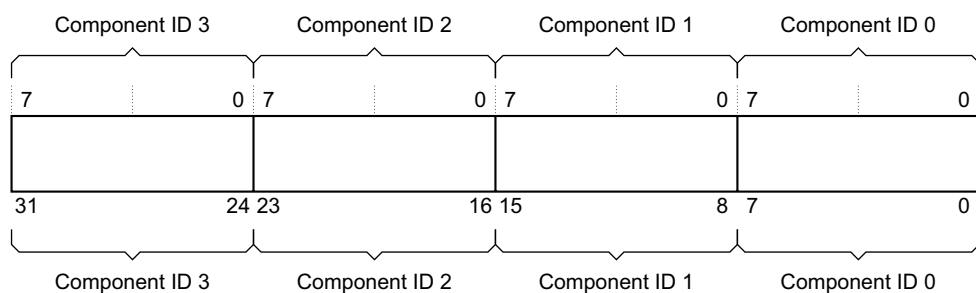 Component ID 3 Component ID 2 Component ID 1 Component ID 0
7 0 7 0 7 0 7 0
31 24 23 16 15 8 7 0
Component ID 3 Component ID 2 Component ID 1 Component ID 0